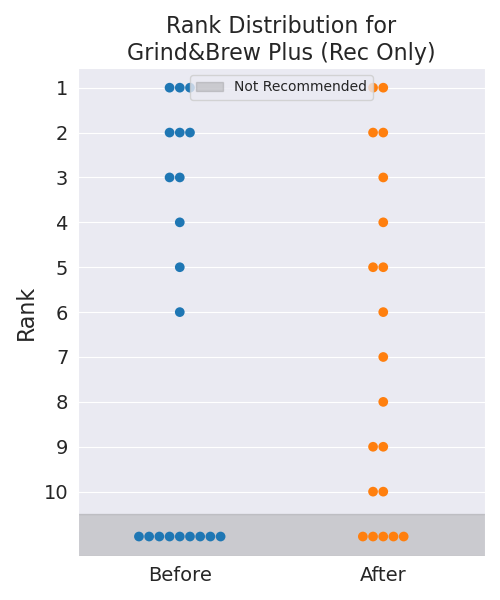 Rank Distribution for
Grind&Brew Plus (Rec Only)
Not Recommended
Rank
1
2
3
4
5
6
7
8
9
10
Before
After